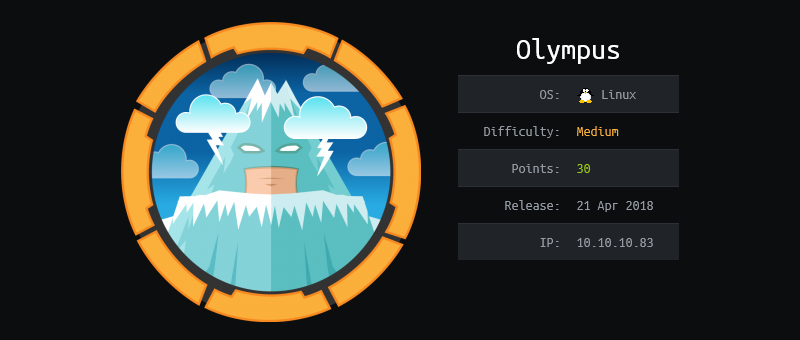 Olympus
OS: Linux
Difficulty: Medium
Points: 30
Release: 21 Apr 2018
IP: 10.10.10.83